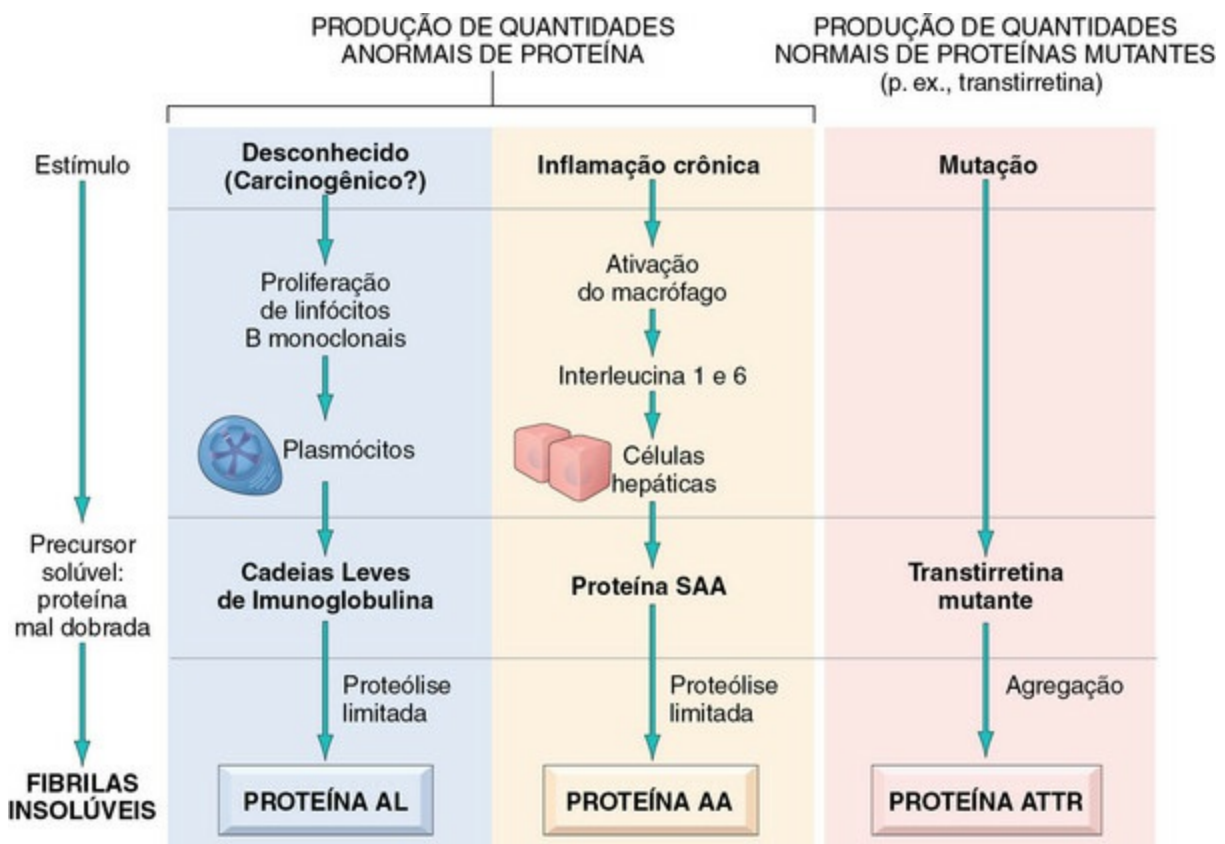 PRODUÇÃO DE QUANTIDADES
ANORMAIS DE PROTEÍNA
PRODUÇÃO DE QUANTIDADES
NORMAIS DE PROTEÍNAS MUTANTES
(p. ex., transtirretina)
Estímulo
Precursor
solúvel:
proteína
mal dobrada
FIBRILAS
INSOLÚVEIS
Desconhecido
(Carcinogênico?)
Proliferação
de linfócitos
B monoclonais
Plasmócitos
Cadeias Leves
de Imunoglobulina
Proteólise
limitada
PROTEÍNA AL
Inflamação crônica
Ativação
do macrófago
Interleucina 1 e 6
Células
hepáticas
Proteína SAA
Proteólise
limitada
PROTEÍNA AA
Mutação
Transtirretina
mutante
Agregação
PROTEÍNA ATTR